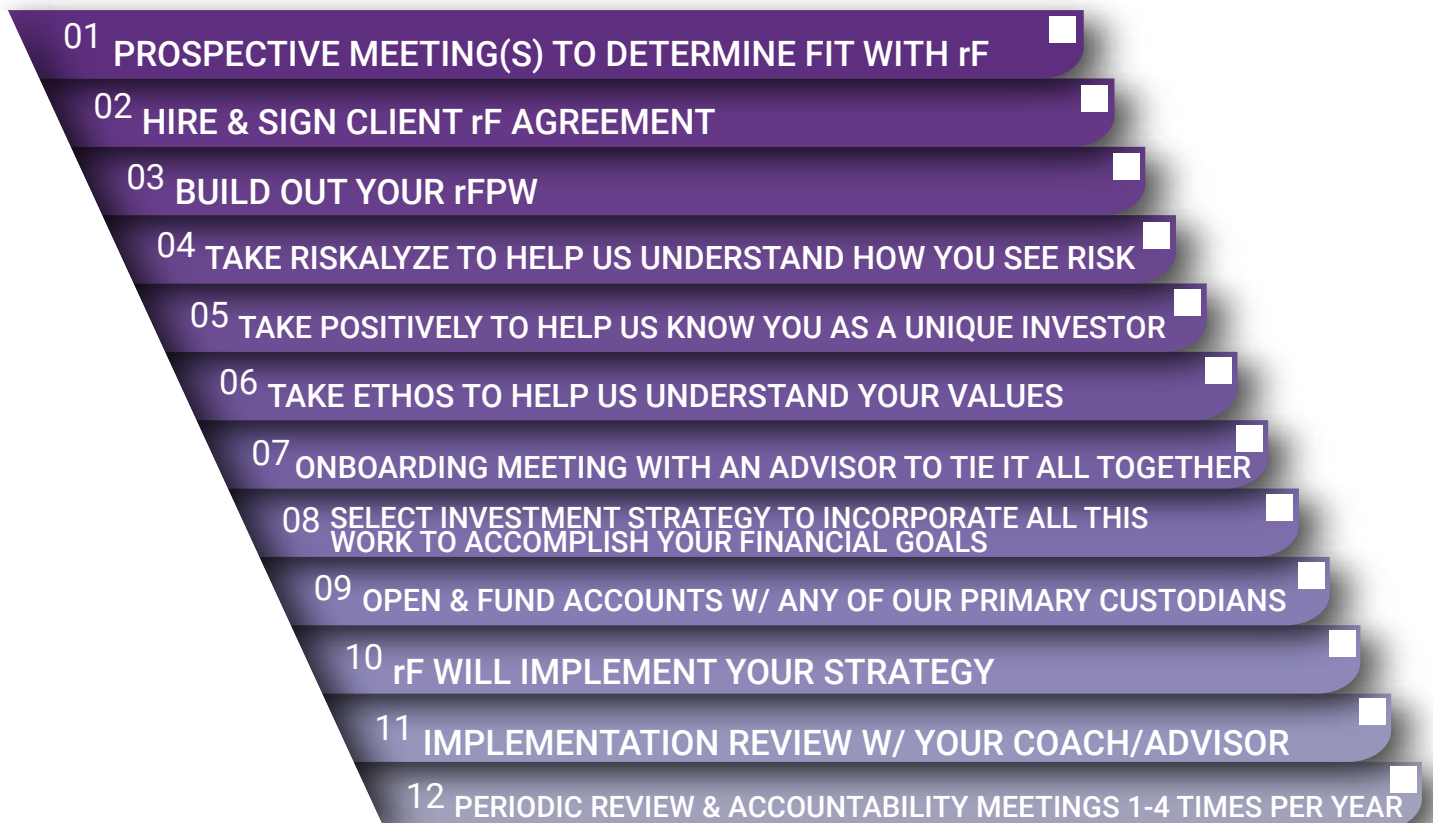 01 PROSPECTIVE MEETING(S) TO DETERMINE FIT WITH rF
02 HIRE & SIGN CLIENT rF AGREEMENT
03 BUILD OUT YOUR rFPW
04 TAKE RISKALYZE TO HELP US UNDERSTAND HOW YOU SEE RISK
05 TAKE POSITIVELY TO HELP US KNOW YOU AS A UNIQUE INVESTOR
06 TAKE ETHOS TO HELP US UNDERSTAND YOUR VALUES
07 ONBOARDING MEETING WITH AN ADVISOR TO TIE IT ALL TOGETHER
08 SELECT INVESTMENT STRATEGY TO INCORPORATE ALL THIS
WORK TO ACCOMPLISH YOUR FINANCIAL GOALS
09 OPEN & FUND ACCOUNTS W/ ANY OF OUR PRIMARY CUSTODIANS
10 rF WILL IMPLEMENT YOUR STRATEGY
11 IMPLEMENTATION REVIEW W/ YOUR COACH/ADVISOR
12 PERIODIC REVIEW & ACCOUNTABILITY MEETINGS 1-4 TIMES PER YEAR